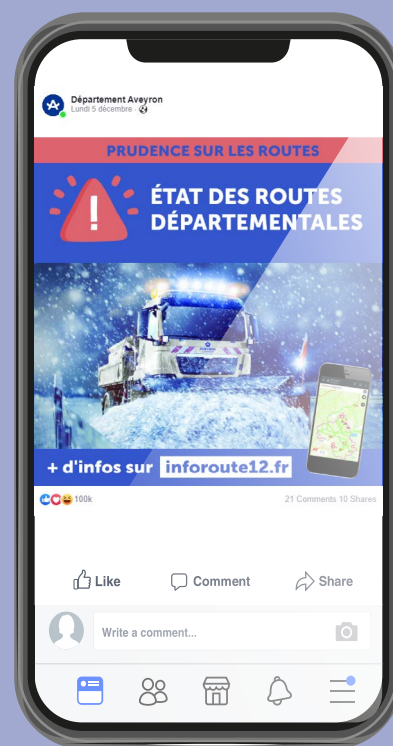 Département Aveyron
Lundi 5 décembre
PRUDENCE SUR LES ROUTES
ÉTAT DES ROUTES
DÉPARTEMENTALES
+ d'infos sur inforoute12.fr
100k
21 Comments 10 Shares
Like
Comment
Share
Write a comment...